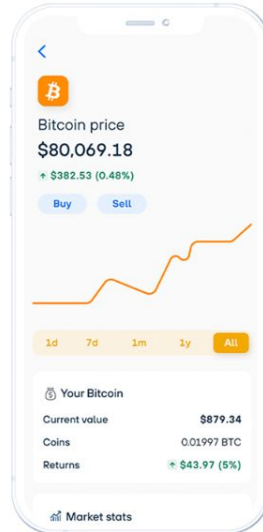 Bitcoin price
$80,069.18
$382.53 (0.48%)
Buy Sell
1d 7d 1m 1y All
Your Bitcoin
Current value $879.34
Coins 0.01997 BTC
Returns $43.97 (5%)
Market stats